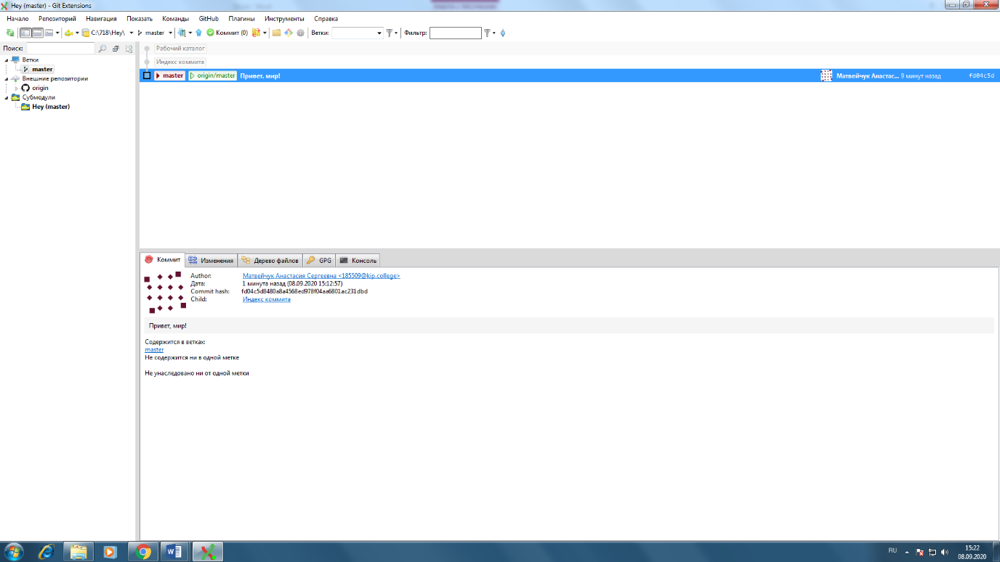 Hey (master) - Git Extensions
Начало Репозиторий Навигация Показать Команды GitHub Плагины Инструменты Справка
C:\718\Hey\ master Коммит (0) Ветки: Фильтр:
Поиск:
Ветки
master
Внешние репозитории
origin
Субмодули
Hey (master)
Рабочий каталог
Индекс коммита
master origin/master Привет, мир! Матвейчук Анастас... 9 минут назад fd04c5d
Коммит Изменения Дерево файлов GPG Консоль
Author: Матвейчук Анастасия Сергеевна <185509@kip.college>
Дата: 1 минута назад (08.09.2020 15:12:57)
Commit hash: fd04c5d8480a8a4568ed978f04aa6801ac231dbd
Child: Индекс коммита
Привет, мир!
Содержится в ветках:
master
Не содержится ни в одной метке
Не унаследовано ни от одной метки
RU 15:22
08.09.2020